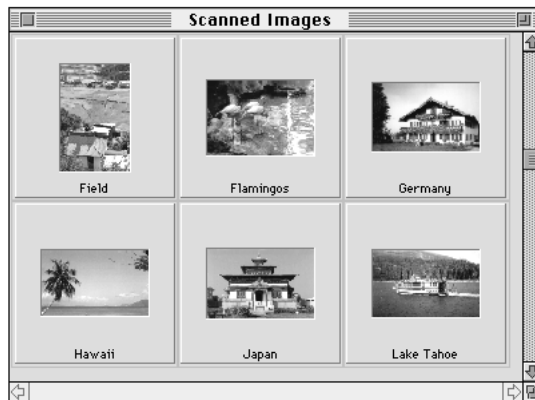 Scanned Images
Field
Flamingos
Germany
Hawaii
Japan
Lake Tahoe